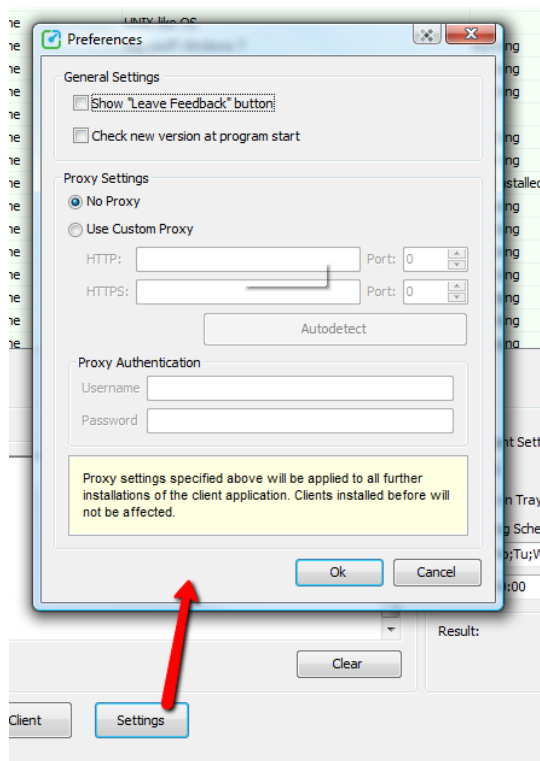 UNIX-like OS
Preferences
General Settings
Show "Leave Feedback" button
Check new version at program start
Proxy Settings
No Proxy
Use Custom Proxy
HTTP:
Port: 0
HTTPS:
Port: 0
Autodetect
Proxy Authentication
Username
Password
Proxy settings specified above will be applied to all further
installations of the client application. Clients installed before will
not be affected.
Ok
Cancel
Result:
Clear
Client
Settings